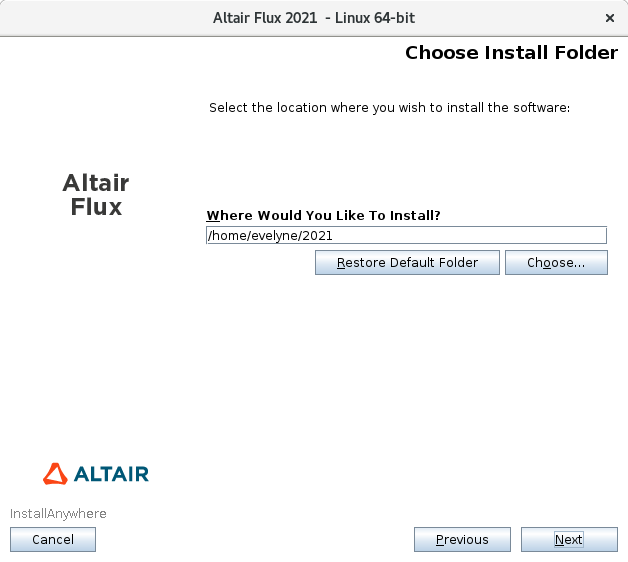 Altair Flux 2021 - Linux 64-bit
×
Choose Install Folder
Select the location where you wish to install the software:
Altair
Flux
Where Would You Like To Install?
/home/evelyne/2021
Restore Default Folder
Choose...
ALTAIR
InstallAnywhere
Cancel
Previous
Next